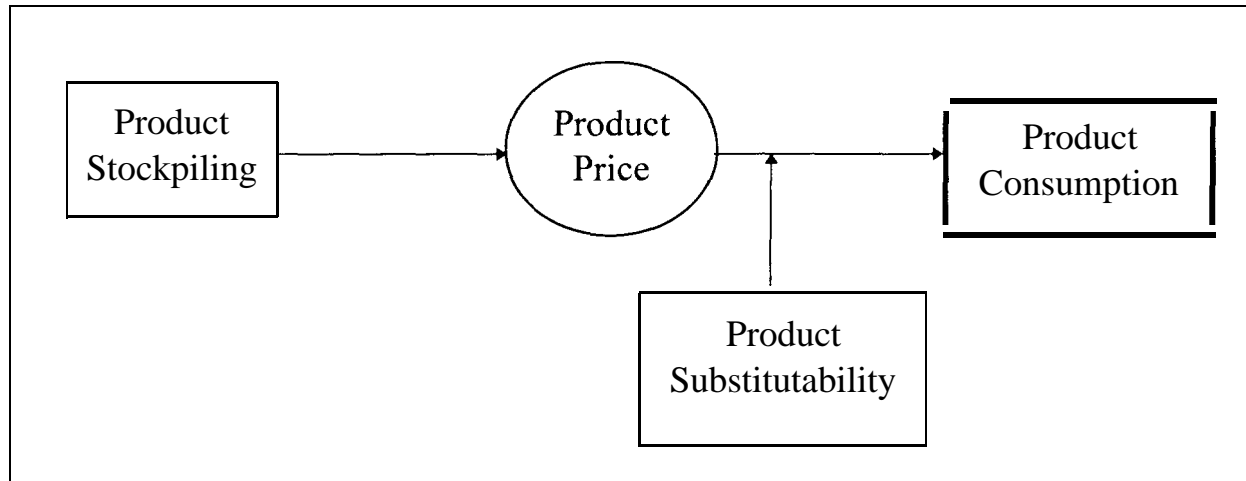 Product
Stockpiling
Product
Price
Product
Consumption
Product
Substitutability